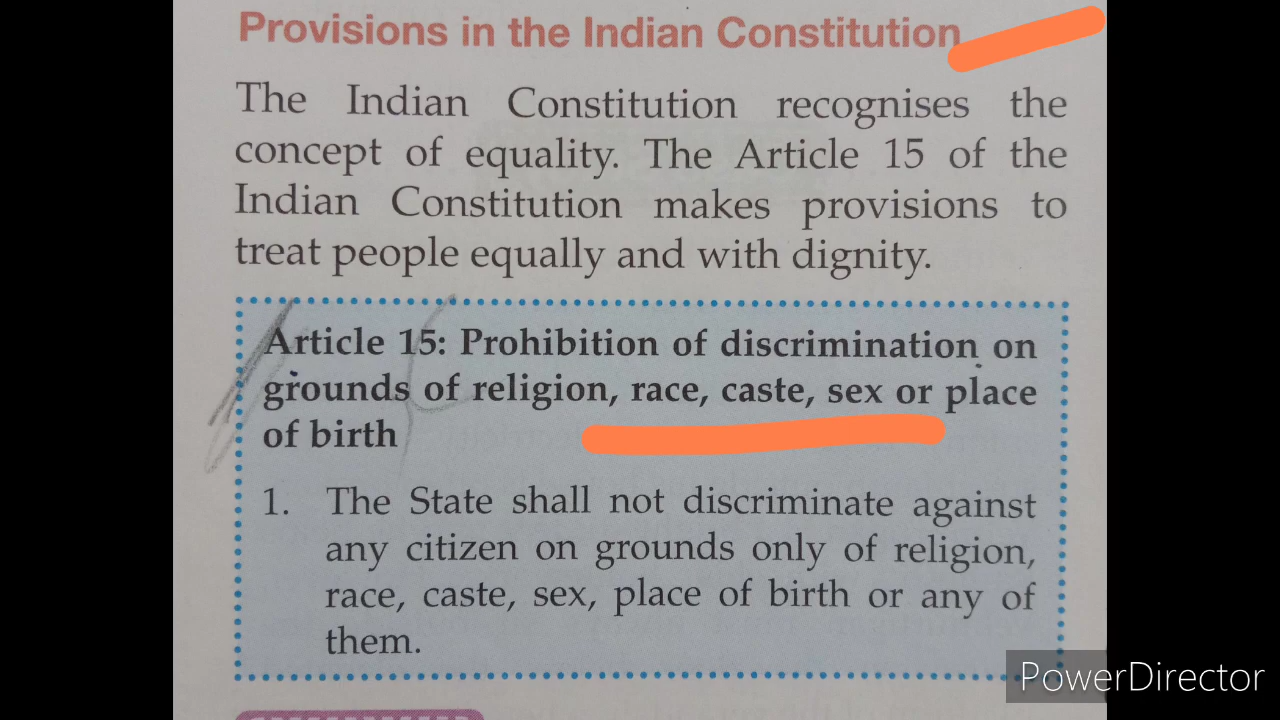 Provisions in the Indian Constitution
The Indian Constitution recognises the
concept of equality. The Article 15 of the
Indian Constitution makes provisions to
treat people equally and with dignity.
Article 15: Prohibition of discrimination on
grounds of religion, race, caste, sex or place
of birth
1. The State shall not discriminate against
any citizen on grounds only of religion,
race, caste, sex, place of birth or any of
them.
PowerDirector